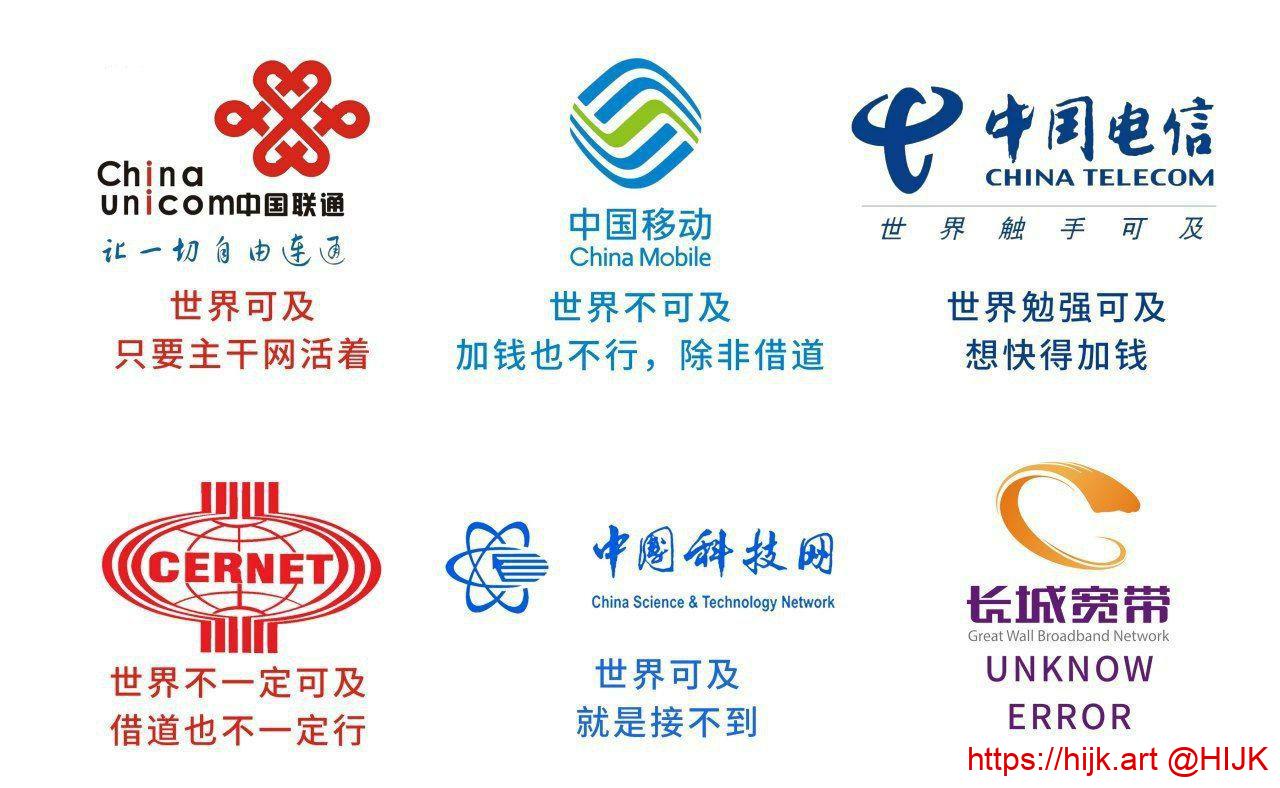 China
unicom中国联通
让一切自由连通
世界可及
只要主干网活着
中国移动
China Mobile
世界不可及
加钱也不行，除非借道
中国电信
CHINA TELECOM
世界触手可及
世界勉强可及
想快得加钱
CERNET
世界不一定可及
借道也不一定行
中国科技网
China Science & Technology Network
世界可及
就是接不到
长城宽带
Great Wall Broadband Network
UNKNOW
ERROR
https://hijk.art @HIJK